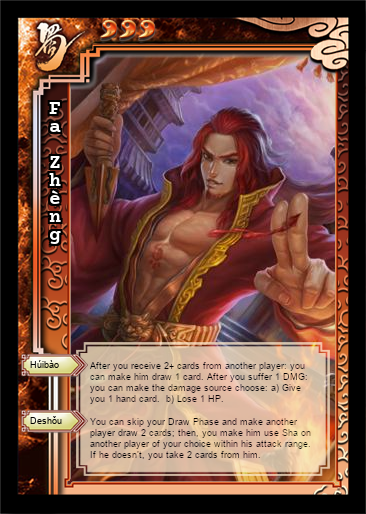 蜀
Fa Zhèng
Húibào
After you receive 2+ cards from another player: you
can make him draw 1 card. After you suffer 1 DMG:
you can make the damage source choose: a) Give
you 1 hand card.  b) Lose 1 HP.
Deshǒu
You can skip your Draw Phase and make another
player draw 2 cards; then, you make him use Sha on
another player of your choice within his attack range.
If he doesn't, you take 2 cards from him.